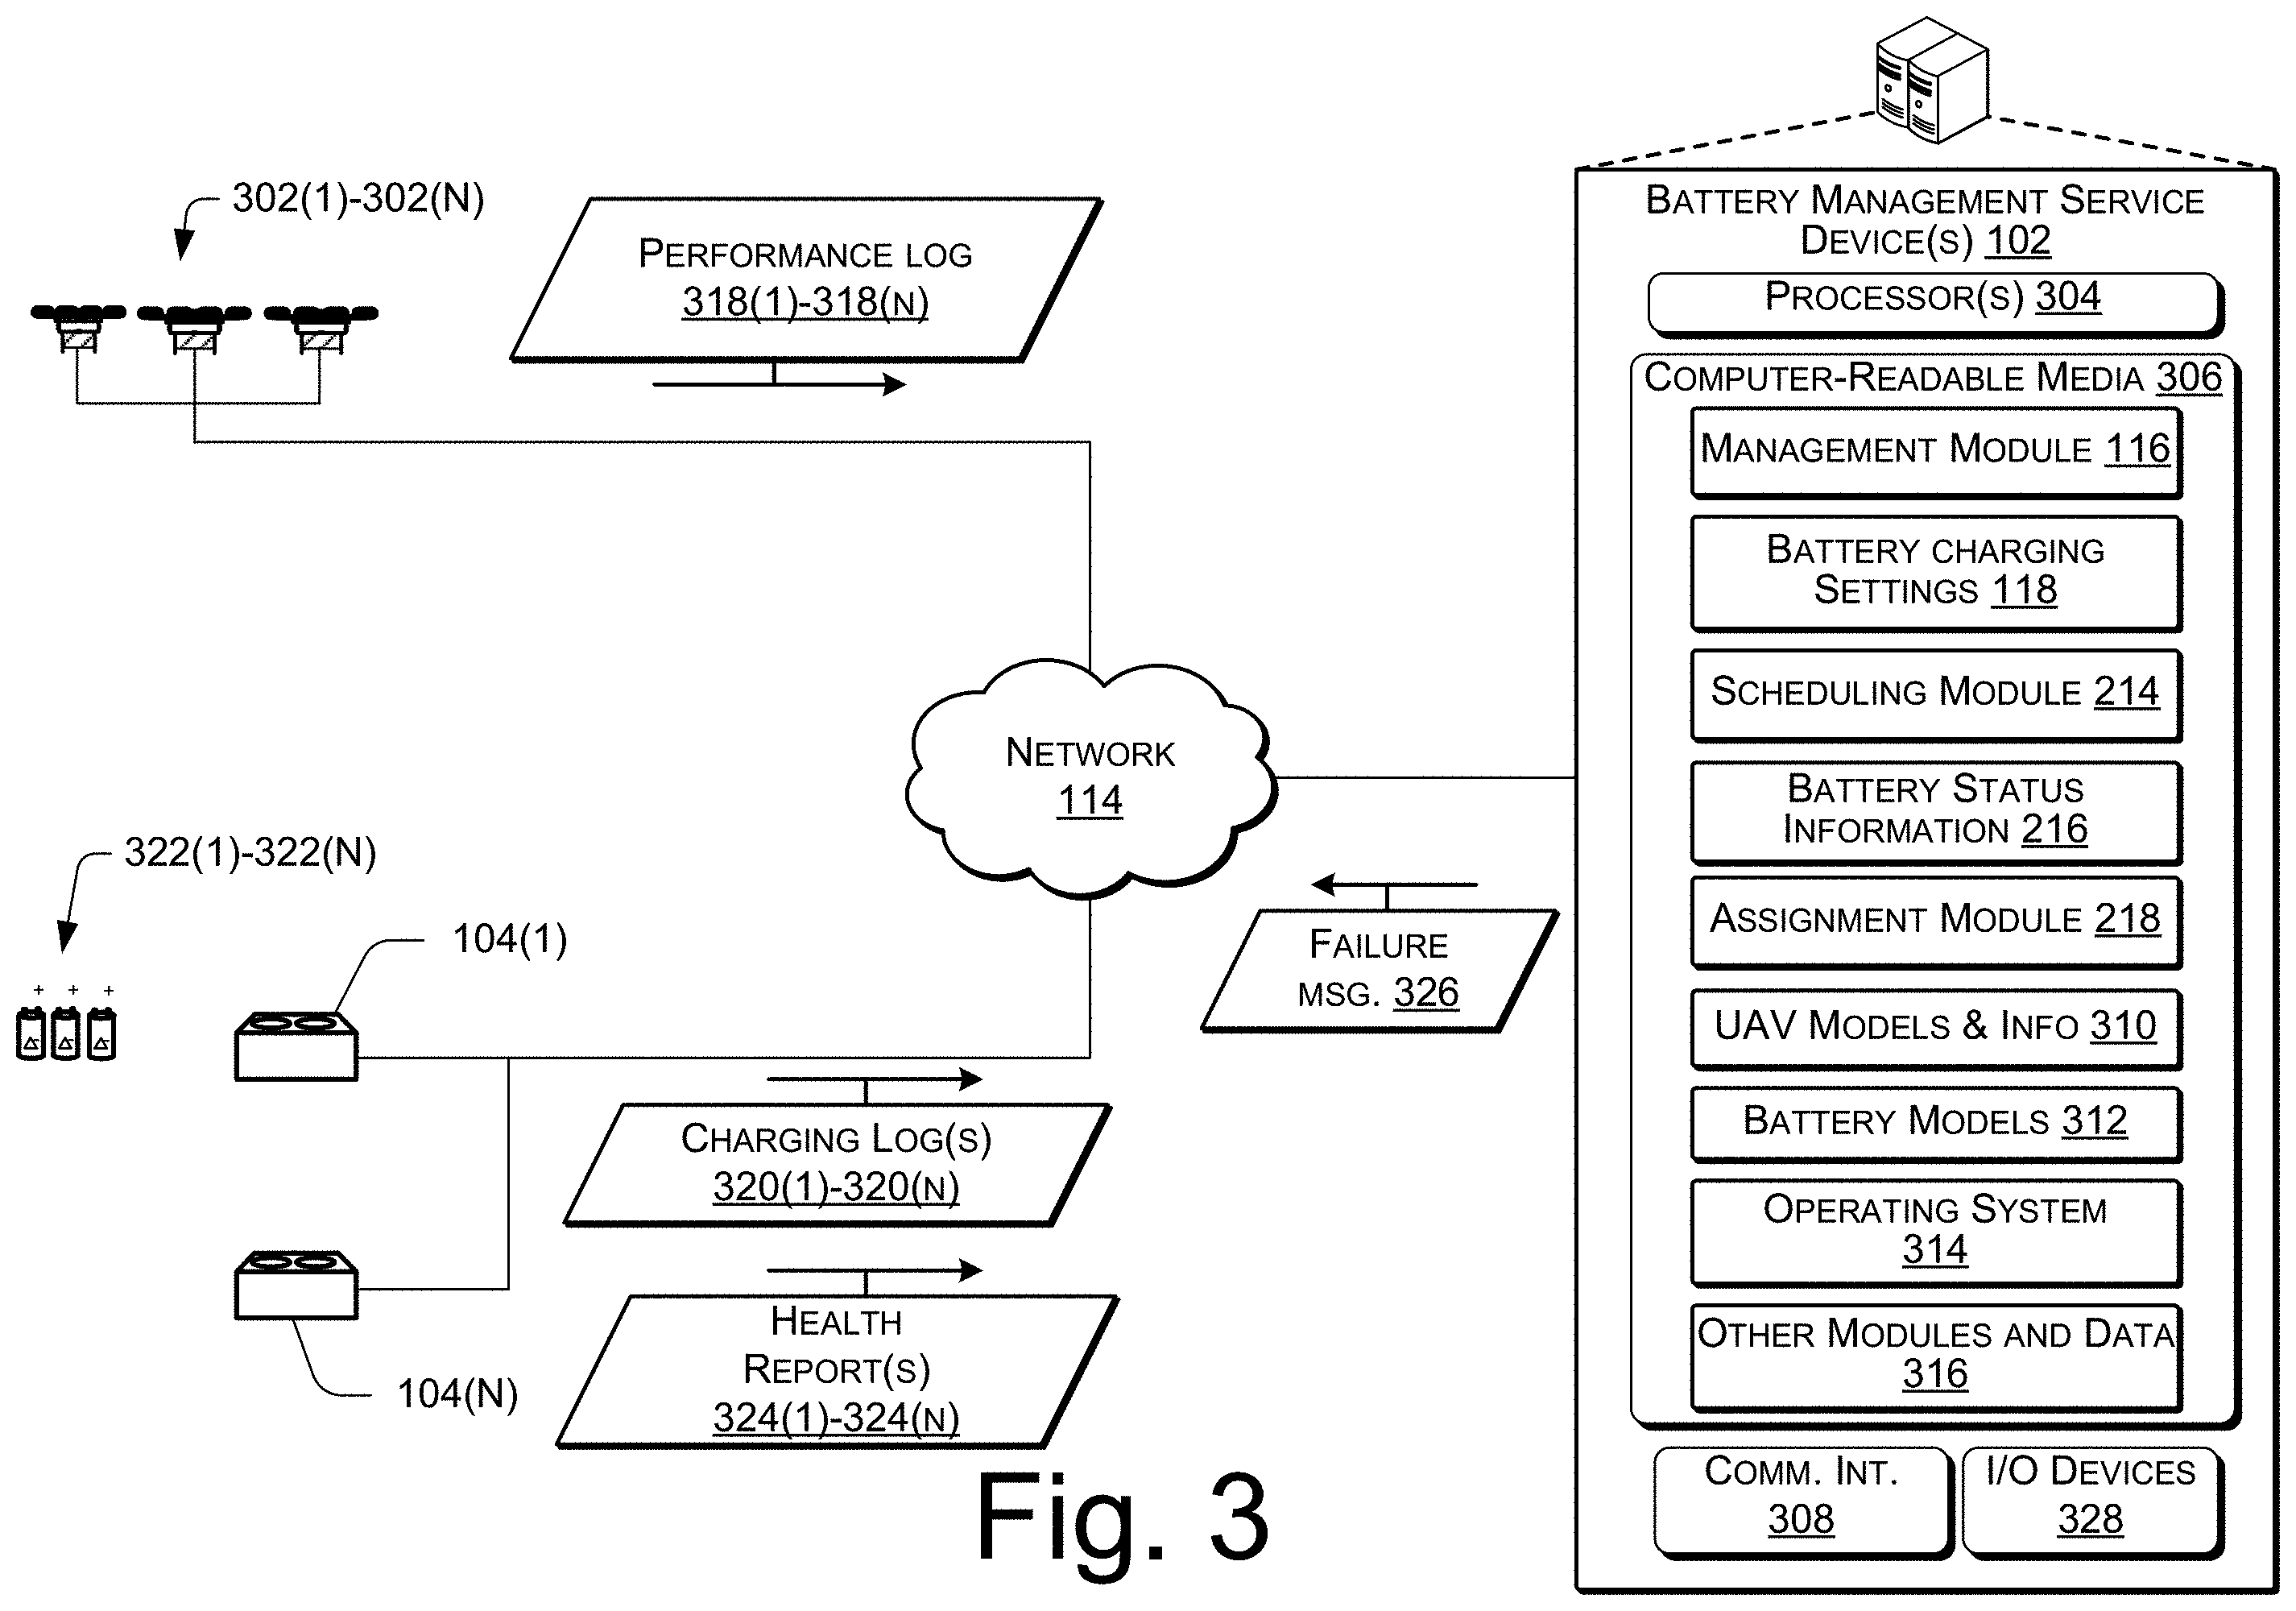 302(1)-302(N)
PERFORMANCE LOG
318(1)-318(N)
322(1)-322(N)
104(1)
104(N)
NETWORK
114
FAILURE
MSG. 326
CHARGING LOG(S)
320(1)-320(N)
HEALTH
REPORT(S)
324(1)-324(N)
BATTERY MANAGEMENT SERVICE
DEVICE(S) 102
PROCESSOR(S) 304
COMPUTER-READABLE MEDIA 306
MANAGEMENT MODULE 116
BATTERY CHARGING
SETTINGS 118
SCHEDULING MODULE 214
BATTERY STATUS
INFORMATION 216
ASSIGNMENT MODULE 218
UAV MODELS & INFO 310
BATTERY MODELS 312
OPERATING SYSTEM
314
OTHER MODULES AND DATA
316
COMM. INT.
308
I/O DEVICES
328
+ + +
Fig. 3